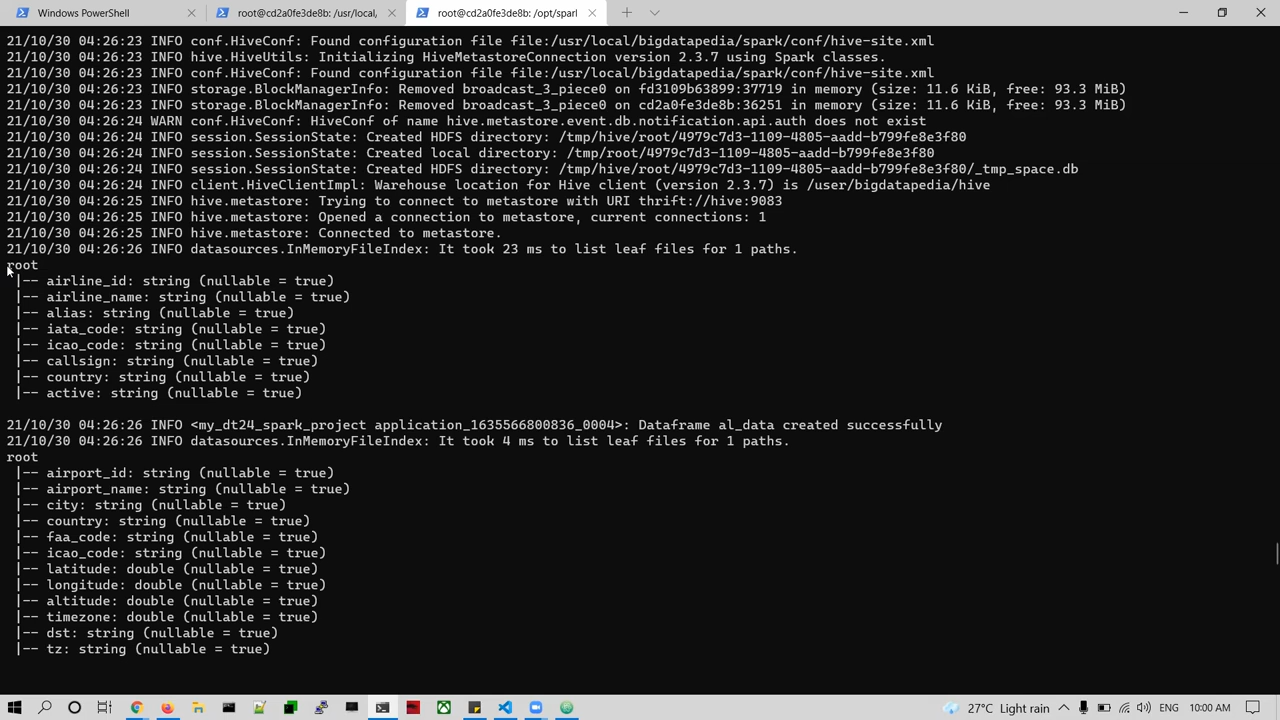 Windows PowerShell
root@cd2a0fe3de8b: /usr/local,
root@cd2a0fe3de8b: /opt/spark
21/10/30 04:26:23 INFO conf.HiveConf: Found configuration file file:/usr/local/bigdatapedia/spark/conf/hive-site.xml
21/10/30 04:26:23 INFO hive.HiveUtils: Initializing HiveMetastoreConnection version 2.3.7 using Spark classes.
21/10/30 04:26:23 INFO conf.HiveConf: Found configuration file file:/usr/local/bigdatapedia/spark/conf/hive-site.xml
21/10/30 04:26:23 INFO storage.BlockManagerInfo: Removed broadcast_3_piece0 on fd3109b63899:37719 in memory (size: 11.6 KiB, free: 93.3 MiB)
21/10/30 04:26:23 INFO storage.BlockManagerInfo: Removed broadcast_3_piece0 on cd2a0fe3de8b:36251 in memory (size: 11.6 KiB, free: 93.3 MiB)
21/10/30 04:26:24 WARN conf.HiveConf: HiveConf of name hive.metastore.event.db.notification.api.auth does not exist
21/10/30 04:26:24 INFO session.SessionState: Created HDFS directory: /tmp/hive/root/4979c7d3-1109-4805-aadd-b799fe8e3f80
21/10/30 04:26:24 INFO session.SessionState: Created local directory: /tmp/root/4979c7d3-1109-4805-aadd-b799fe8e3f80
21/10/30 04:26:24 INFO session.SessionState: Created HDFS directory: /tmp/hive/root/4979c7d3-1109-4805-aadd-b799fe8e3f80/_tmp_space.db
21/10/30 04:26:24 INFO client.HiveClientImpl: Warehouse location for Hive client (version 2.3.7) is /user/bigdatapedia/hive
21/10/30 04:26:25 INFO hive.metastore: Trying to connect to metastore with URI thrift://hive:9083
21/10/30 04:26:25 INFO hive.metastore: Opened a connection to metastore, current connections: 1
21/10/30 04:26:25 INFO hive.metastore: Connected to metastore.
21/10/30 04:26:26 INFO datasources.InMemoryFileIndex: It took 23 ms to list leaf files for 1 paths.
root
|-- airline_id: string (nullable = true)
|-- airline_name: string (nullable = true)
|-- alias: string (nullable = true)
|-- iata_code: string (nullable = true)
|-- icao_code: string (nullable = true)
|-- callsign: string (nullable = true)
|-- country: string (nullable = true)
|-- active: string (nullable = true)
21/10/30 04:26:26 INFO <my_dt24_spark_project application_1635566800836_0004>: Dataframe al_data created successfully
21/10/30 04:26:26 INFO datasources.InMemoryFileIndex: It took 4 ms to list leaf files for 1 paths.
root
|-- airport_id: string (nullable = true)
|-- airport_name: string (nullable = true)
|-- city: string (nullable = true)
|-- country: string (nullable = true)
|-- faa_code: string (nullable = true)
|-- icao_code: string (nullable = true)
|-- latitude: double (nullable = true)
|-- longitude: double (nullable = true)
|-- altitude: double (nullable = true)
|-- timezone: double (nullable = true)
|-- dst: string (nullable = true)
|-- tz: string (nullable = true)
27°C Light rain
ENG
10:00 AM